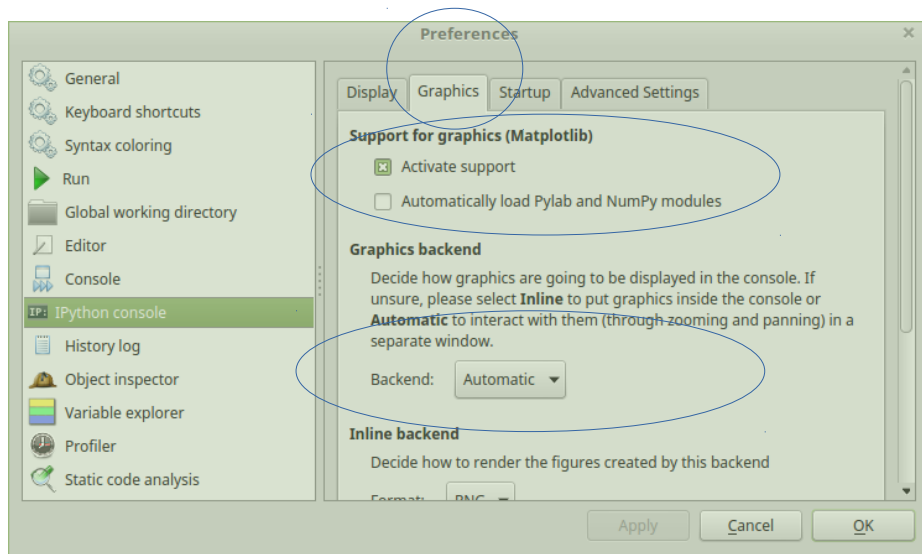 Preferences
General
Keyboard shortcuts
Syntax coloring
Run
Global working directory
Editor
Console
IP: IPython console
History log
Object inspector
Variable explorer
Profiler
Static code analysis
Display Graphics Startup Advanced Settings
Support for graphics (Matplotlib)
Activate support
Automatically load Pylab and NumPy modules
Graphics backend
Decide how graphics are going to be displayed in the console. If
unsure, please select Inline to put graphics inside the console or
Automatic to interact with them (through zooming and panning) in a
separate window.
Backend: Automatic
Inline backend
Decide how to render the figures created by this backend
Format: PNG
Apply Cancel OK